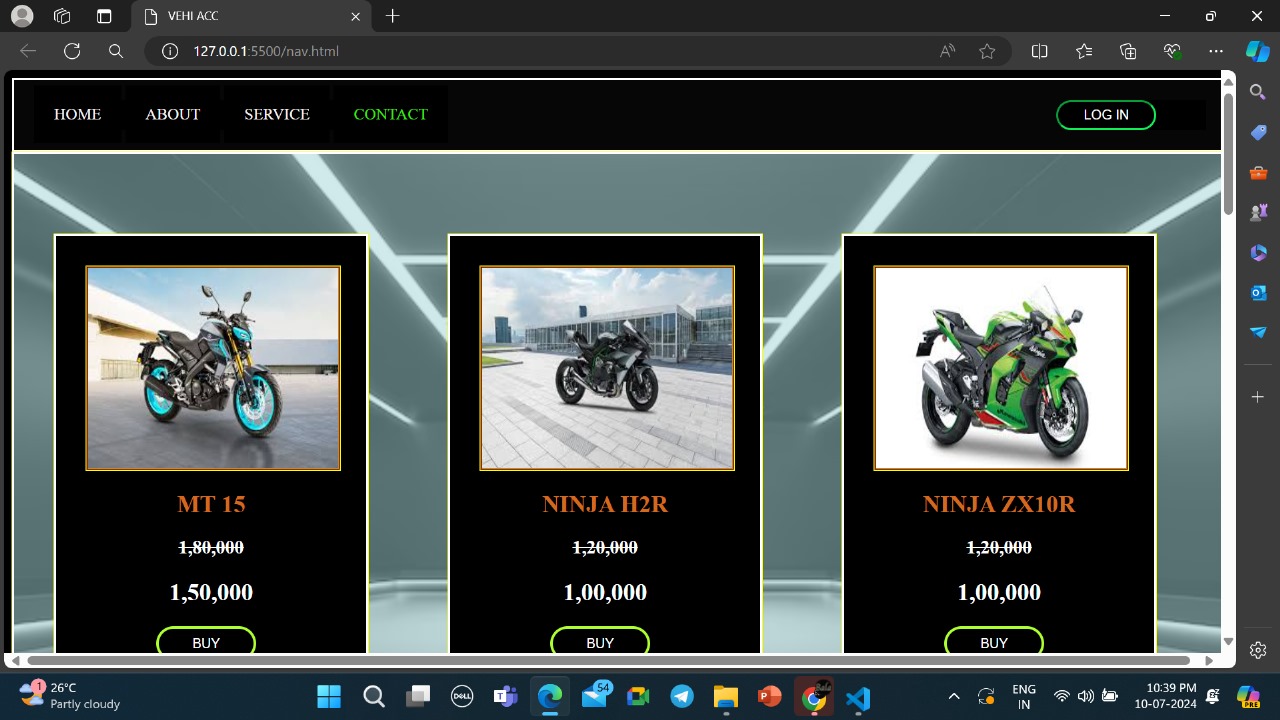 VEHI ACC
127.0.0.1:5500/nav.html
HOME ABOUT SERVICE CONTACT LOG IN
MT 15 NINJA H2R NINJA ZX10R
1,80,000 1,20,000 1,20,000
1,50,000 1,00,000 1,00,000
BUY BUY BUY
1
26°C
Partly cloudy
DELL
54
ENG
IN
10:39 PM
10-07-2024
PRE